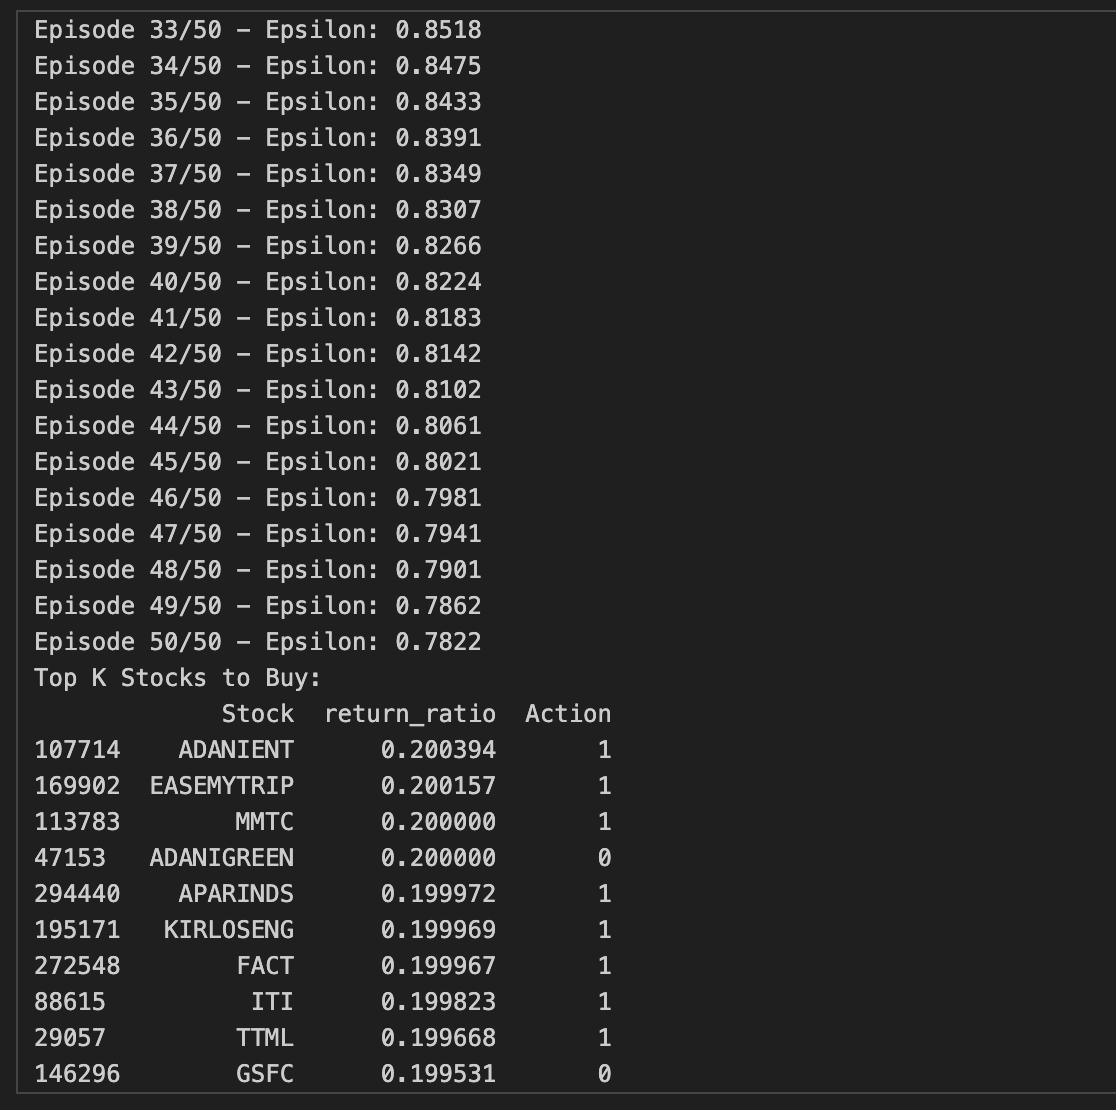 Episode 33/50 – Epsilon: 0.8518
Episode 34/50 – Epsilon: 0.8475
Episode 35/50 – Epsilon: 0.8433
Episode 36/50 – Epsilon: 0.8391
Episode 37/50 – Epsilon: 0.8349
Episode 38/50 – Epsilon: 0.8307
Episode 39/50 – Epsilon: 0.8266
Episode 40/50 – Epsilon: 0.8224
Episode 41/50 – Epsilon: 0.8183
Episode 42/50 – Epsilon: 0.8142
Episode 43/50 – Epsilon: 0.8102
Episode 44/50 – Epsilon: 0.8061
Episode 45/50 – Epsilon: 0.8021
Episode 46/50 – Epsilon: 0.7981
Episode 47/50 – Epsilon: 0.7941
Episode 48/50 – Epsilon: 0.7901
Episode 49/50 – Epsilon: 0.7862
Episode 50/50 – Epsilon: 0.7822
Top K Stocks to Buy:
             Stock  return_ratio  Action
107714    ADANIENT      0.200394       1
169902  EASEMYTRIP      0.200157       1
113783        MMTC      0.200000       1
47153   ADANIGREEN      0.200000       0
294440    APARINDS      0.199972       1
195171   KIRLOSENG      0.199969       1
272548        FACT      0.199967       1
88615          ITI      0.199823       1
29057         TTML      0.199668       1
146296        GSFC      0.199531       0